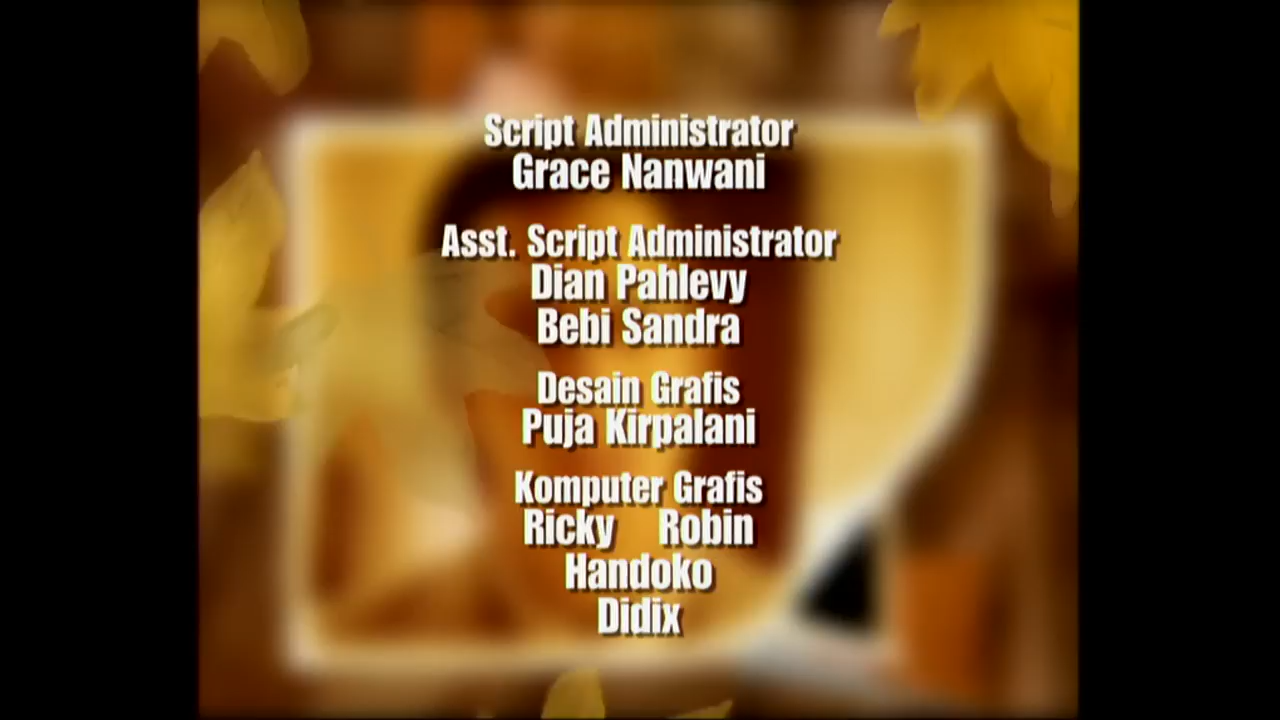 Script Administrator
Grace Nanwani
Asst. Script Administrator
Dian Pahlevy
Bebi Sandra
Desain Grafis
Puja Kirpalani
Komputer Grafis
Ricky Robin
Handoko
Didix